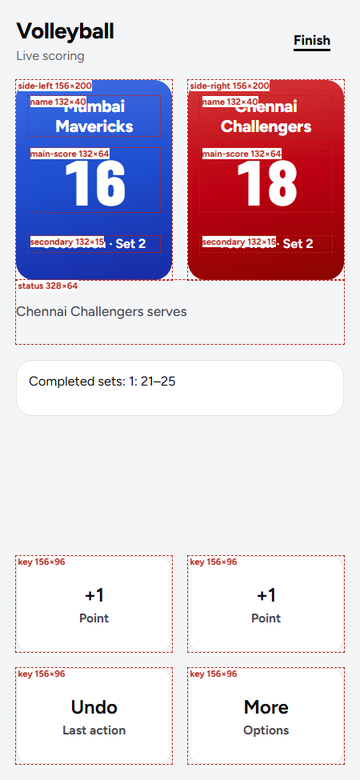 Volleyball
Live scoring
Finish
side-left 156×200
name 132×40
Mumbai
Mavericks
main-score 132×64
16
secondary 132×15
· Set 2
side-right 156×200
name 132×40
Chennai
Challengers
main-score 132×64
18
secondary 132×15
· Set 2
status 328×64
Chennai Challengers serves
Completed sets: 1: 21–25
key 156×96
+1
Point
key 156×96
+1
Point
key 156×96
Undo
Last action
key 156×96
More
Options